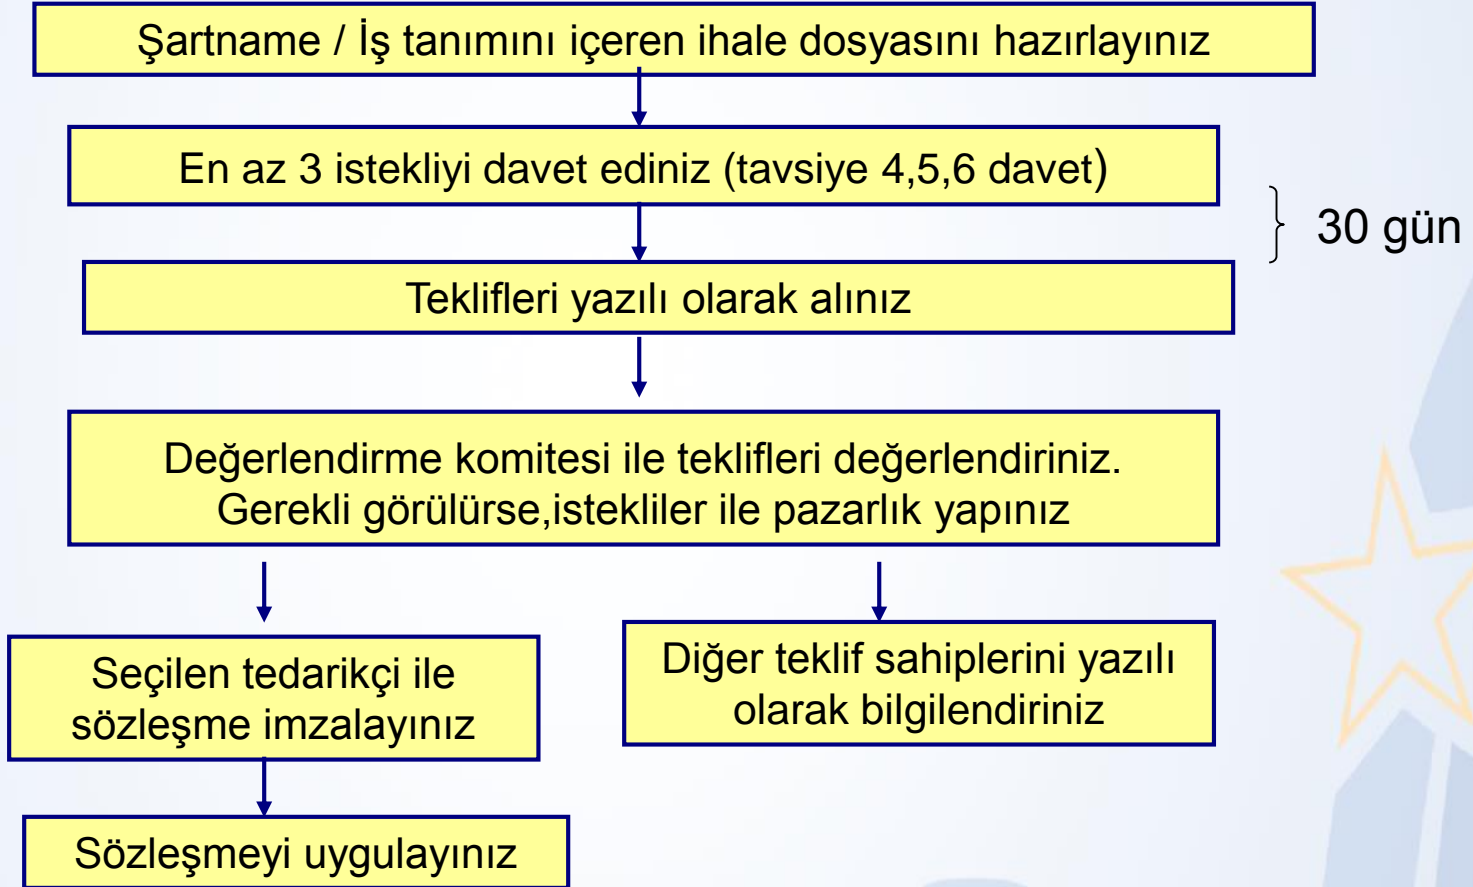 Şartname / İş tanımını içeren ihale dosyasını hazırlayınız
En az 3 istekliyi davet ediniz (tavsiye 4,5,6 davet)
30 gün
Teklifleri yazılı olarak alınız
Değerlendirme komitesi ile teklifleri değerlendiriniz.
Gerekli görülürse,istekliler ile pazarlık yapınız
Seçilen tedarikçi ile
sözleşme imzalayınız
Diğer teklif sahiplerini yazılı
olarak bilgilendiriniz
Sözleşmeyi uygulayınız